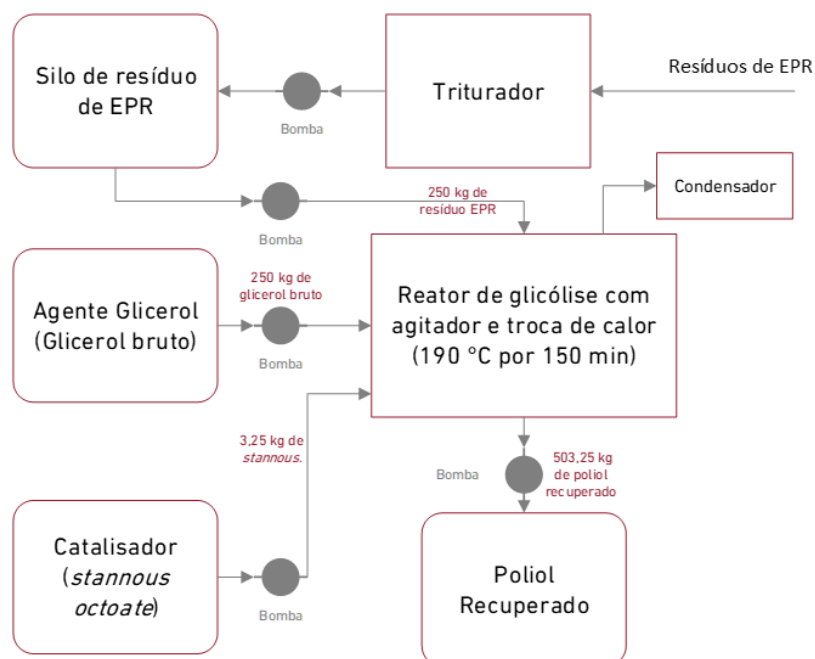 Silo de resíduo
de EPR
Bomba
Triturador
Resíduos de EPR
Bomba
250 kg de
resíduo EPR
Condensador
Agente Glicerol
(Glicerol bruto)
250 kg de
glicerol bruto
Bomba
Reator de glicólise com
agitador e troca de calor
(190 °C por 150 min)
3,25 kg de
stannous.
Bomba
503,25 kg
de poliol
recuperado
Catalisador
(stannous
octoate)
Bomba
Poliol
Recuperado